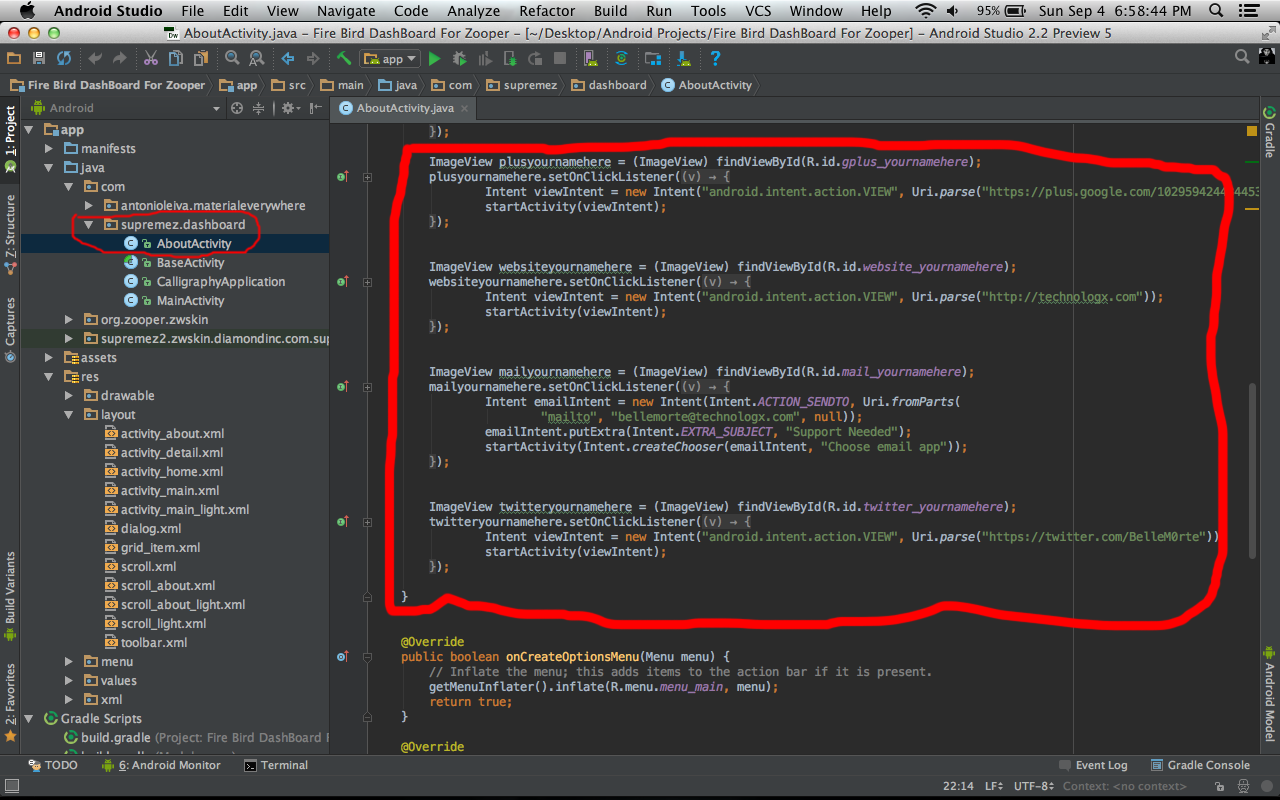 Android Studio File Edit View Navigate Code Analyze Refactor Build Run Tools VCS Window Help 95% Sun Sep 4 6:58:44 PM
AboutActivity.java – Fire Bird DashBoard For Zooper – [~/Desktop/Android Projects/Fire Bird DashBoard For Zooper] – Android Studio 2.2 Preview 5
app
Fire Bird DashBoard For Zooper app src main java com supremez dashboard AboutActivity
1: Project
Z: Structure
Captures
Build Variants
2: Favorites
Android
app
manifests
java
com
antonioleiva.materialeverywhere
supremez.dashboard
AboutActivity
BaseActivity
CalligraphyApplication
MainActivity
org.zooper.zwskin
supremez2.zwskin.diamondinc.com.sup
assets
res
drawable
layout
activity_about.xml
activity_detail.xml
activity_home.xml
activity_main.xml
activity_main_light.xml
dialog.xml
grid_item.xml
scroll.xml
scroll_about.xml
scroll_about_light.xml
scroll_light.xml
toolbar.xml
menu
values
xml
Gradle Scripts
build.gradle (Project: Fire Bird DashBoard F
AboutActivity.java
});
ImageView plusyournamehere = (ImageView) findViewById(R.id.gplus_yournamehere);
plusyournamehere.setOnClickListener((v) → {
Intent viewIntent = new Intent("android.intent.action.VIEW", Uri.parse("https://plus.google.com/
startActivity(viewIntent);
});
ImageView websiteyournamehere = (ImageView) findViewById(R.id.website_yournamehere);
websiteyournamehere.setOnClickListener((v) → {
Intent viewIntent = new Intent("android.intent.action.VIEW", Uri.parse("http://technologx.com"));
startActivity(viewIntent);
});
ImageView mailyournamehere = (ImageView) findViewById(R.id.mail_yournamehere);
mailyournamehere.setOnClickListener((v) → {
Intent emailIntent = new Intent(Intent.ACTION_SENDTO, Uri.fromParts(
"mailto", "bellemorte@technologx.com", null));
emailIntent.putExtra(Intent.EXTRA_SUBJECT, "Support Needed");
startActivity(Intent.createChooser(emailIntent, "Choose email app"));
});
ImageView twitteryournamehere = (ImageView) findViewById(R.id.twitter_yournamehere);
twitteryournamehere.setOnClickListener((v) → {
Intent viewIntent = new Intent("android.intent.action.VIEW", Uri.parse("https://twitter.com/BelleM0rte"))
startActivity(viewIntent);
});
}
@Override
public boolean onCreateOptionsMenu(Menu menu) {
// Inflate the menu; this adds items to the action bar if it is present.
getMenuInflater().inflate(R.menu.menu_main, menu);
return true;
}
@Override
Gradle
Android Model
TODO 6: Android Monitor Terminal Event Log Gradle Console
22:14 LF UTF-8 Context: <no context>